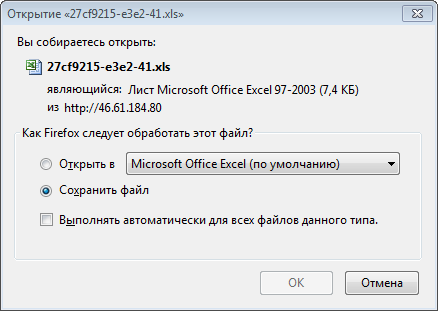 Открытие «27cf9215-e3e2-41.xls»
Вы собираетесь открыть:
27cf9215-e3e2-41.xls
являющийся: Лист Microsoft Office Excel 97-2003 (7,4 КБ)
из http://46.61.184.80
Как Firefox следует обработать этот файл?
Открыть в Microsoft Office Excel (по умолчанию)
Сохранить файл
Выполнять автоматически для всех файлов данного типа.
OK Отмена